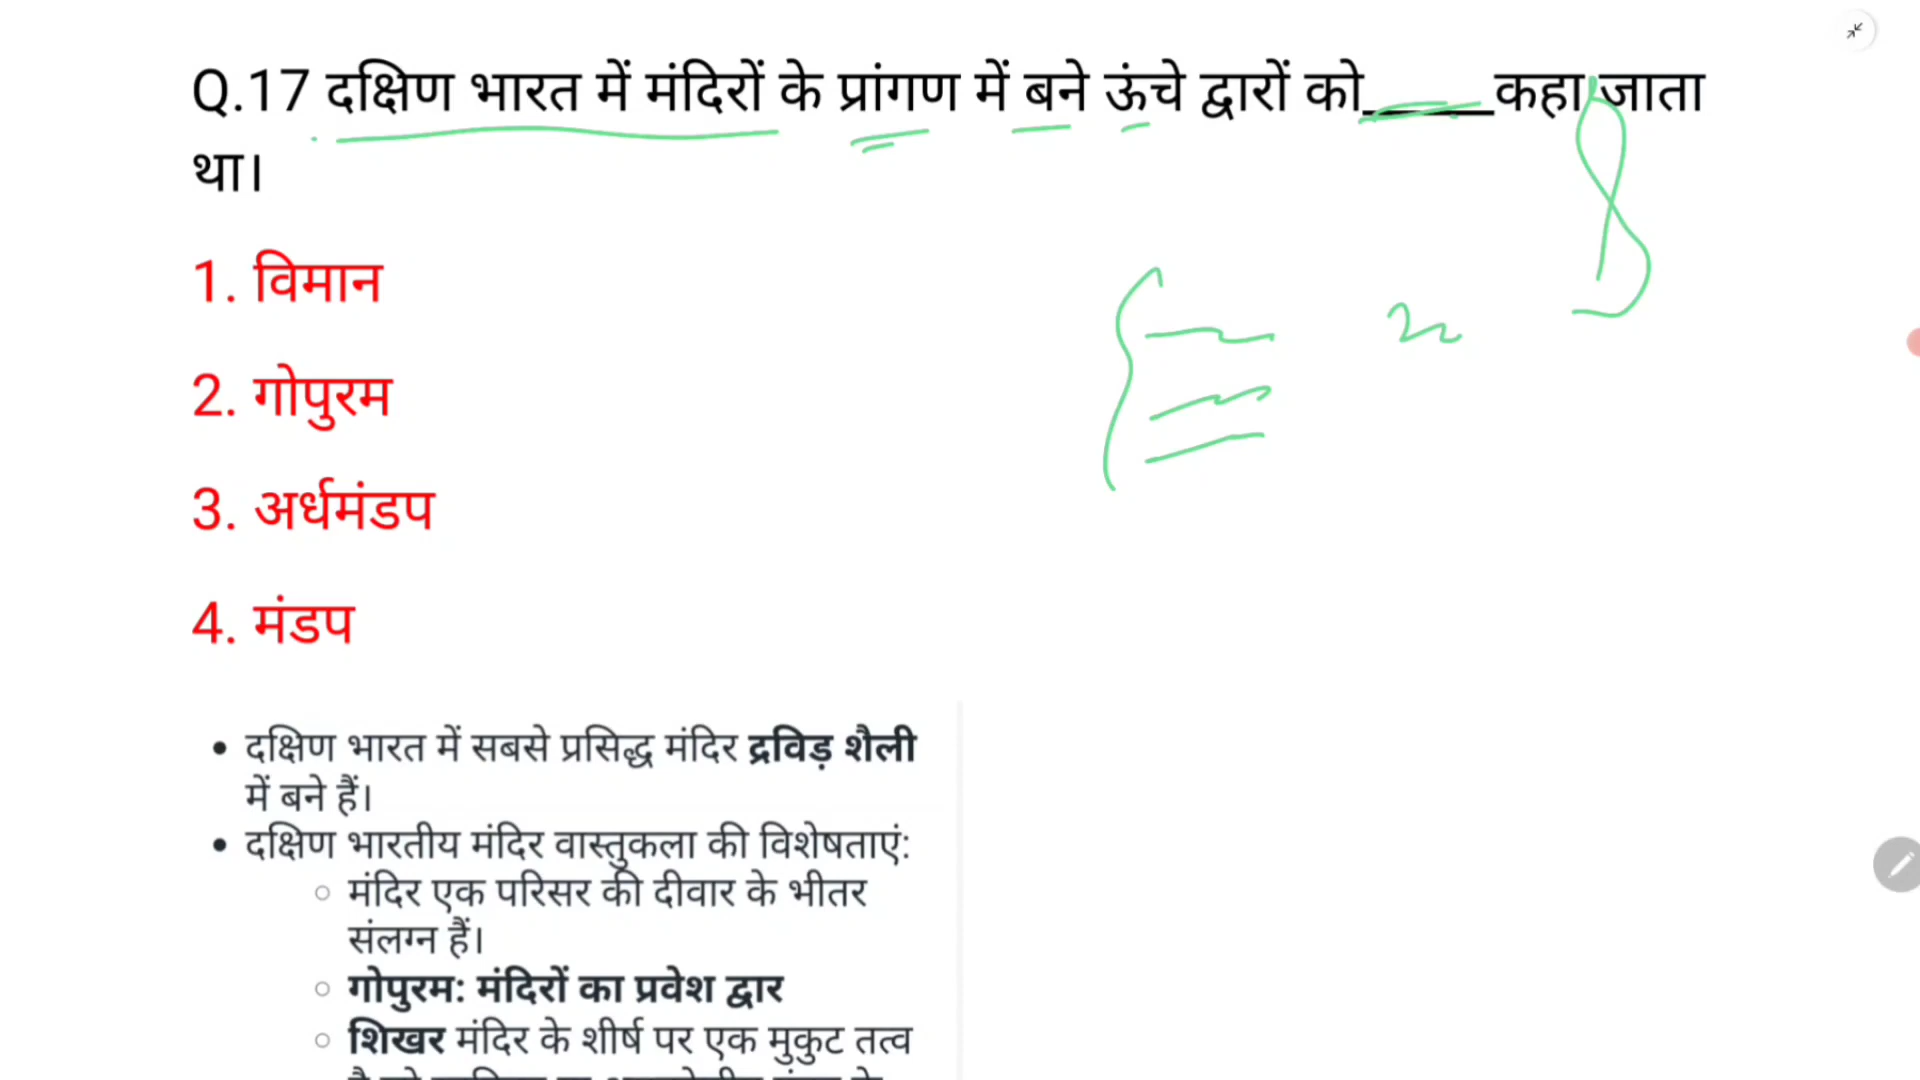 Q.17 दक्षिण भारत में मंदिरों के प्रांगण में बने ऊंचे द्वारों को_____कहा जाता
था।
1. विमान
2. गोपुरम
3. अर्धमंडप
4. मंडप
• दक्षिण भारत में सबसे प्रसिद्ध मंदिर द्रविड़ शैली
में बने हैं।
• दक्षिण भारतीय मंदिर वास्तुकला की विशेषताएं:
○ मंदिर एक परिसर की दीवार के भीतर
संलग्न हैं।
○ गोपुरम: मंदिरों का प्रवेश द्वार
○ शिखर मंदिर के शीर्ष पर एक मुकुट तत्व